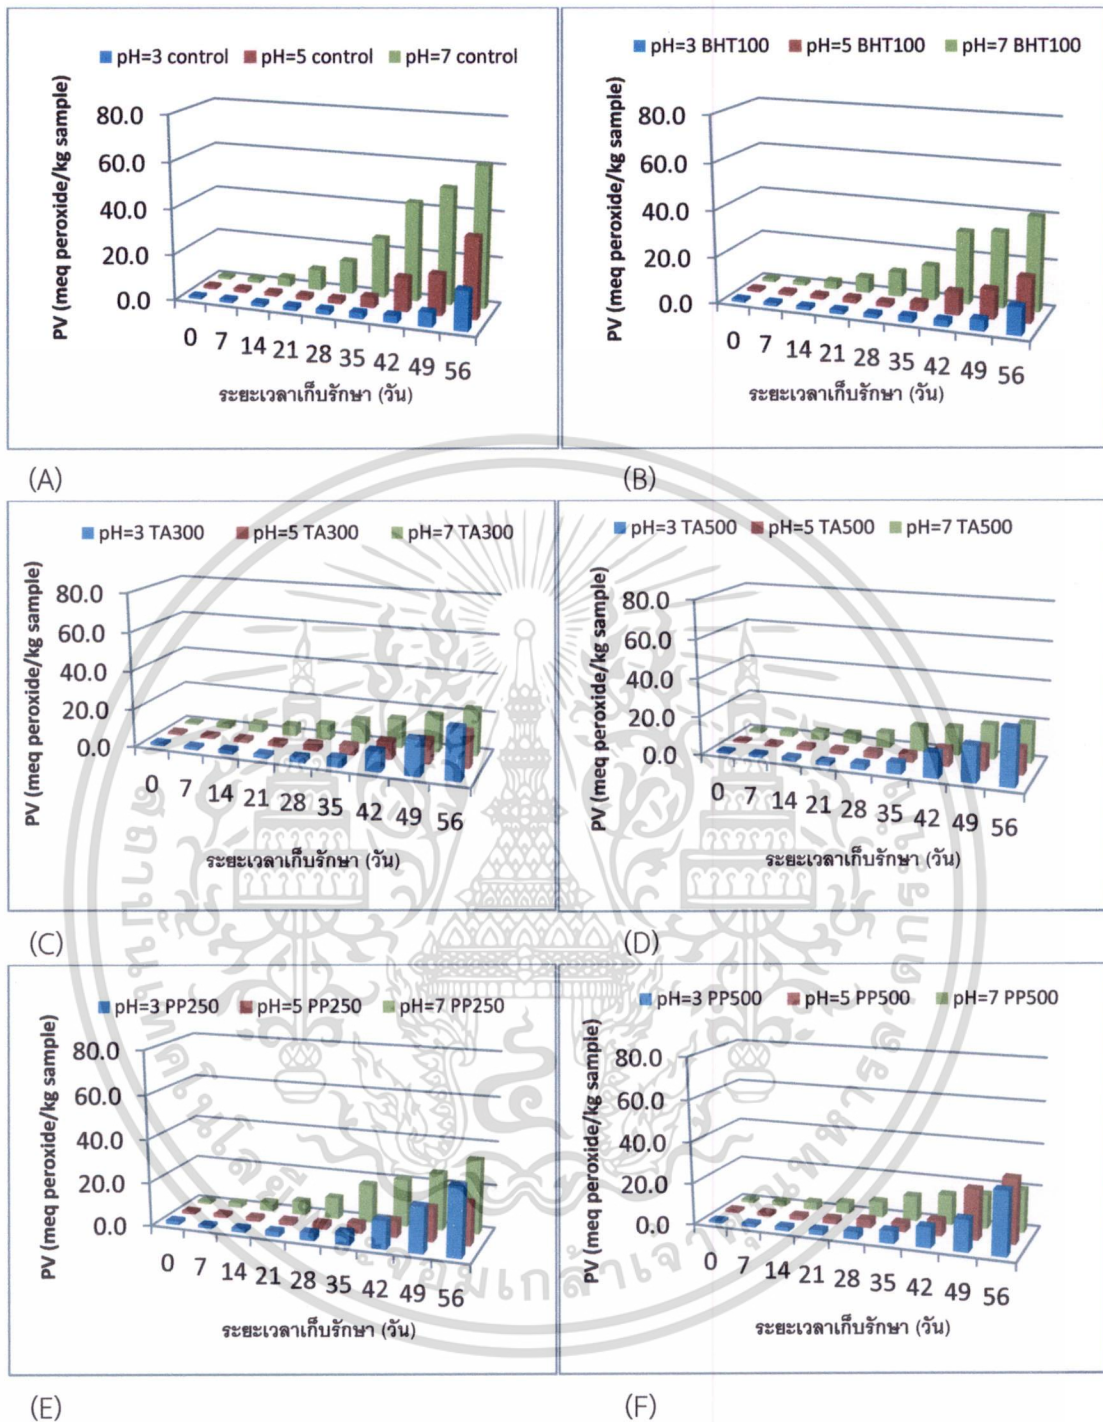 pH=3 control pH=5 control pH=7 control
PV (meq peroxide/kg sample)
80.0
60.0
40.0
20.0
0.0
0 7 14 21 28 35 42 49 56
ระยะเวลาเก็บรักษา (วัน)
(A)
pH=3 BHT100 pH=5 BHT100 pH=7 BHT100
PV (meq peroxide/kg sample)
80.0
60.0
40.0
20.0
0.0
0 7 14 21 28 35 42 49 56
ระยะเวลาเก็บรักษา (วัน)
(B)
pH=3 TA300 pH=5 TA300 pH=7 TA300
PV (meq peroxide/kg sample)
80.0
60.0
40.0
20.0
0.0
0 7 14 21 28 35 42 49 56
ระยะเวลาเก็บรักษา (วัน)
(C)
pH=3 TA500 pH=5 TA500 pH=7 TA500
PV (meq peroxide/kg sample)
80.0
60.0
40.0
20.0
0.0
0 7 14 21 28 35 42 49 56
ระยะเวลาเก็บรักษา (วัน)
(D)
pH=3 PP250 pH=5 PP250 pH=7 PP250
PV (meq peroxide/kg sample)
80.0
60.0
40.0
20.0
0.0
0 7 14 21 28 35 42 49 56
ระยะเวลาเก็บรักษา (วัน)
(E)
pH=3 PP500 pH=5 PP500 pH=7 PP500
PV (meq peroxide/kg sample)
80.0
60.0
40.0
20.0
0.0
0 7 14 21 28 35 42 49 56
ระยะเวลาเก็บรักษา (วัน)
(F)